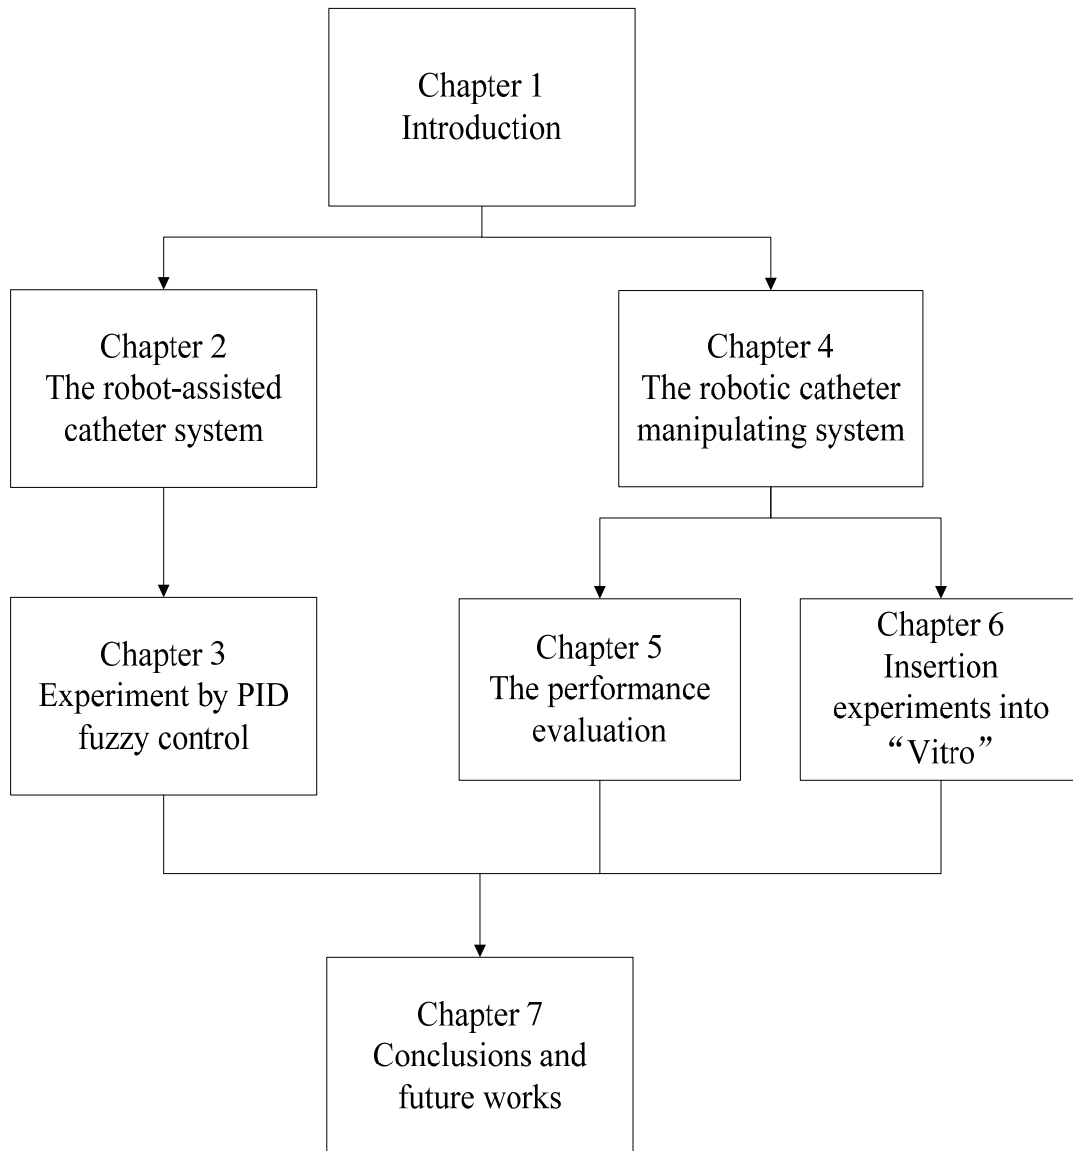 Chapter 1
Introduction
Chapter 2
The robot-assisted
catheter system
Chapter 4
The robotic catheter
manipulating system
Chapter 3
Experiment by PID
fuzzy control
Chapter 5
The performance
evaluation
Chapter 6
Insertion
experiments into
“Vitro”
Chapter 7
Conclusions and
future works